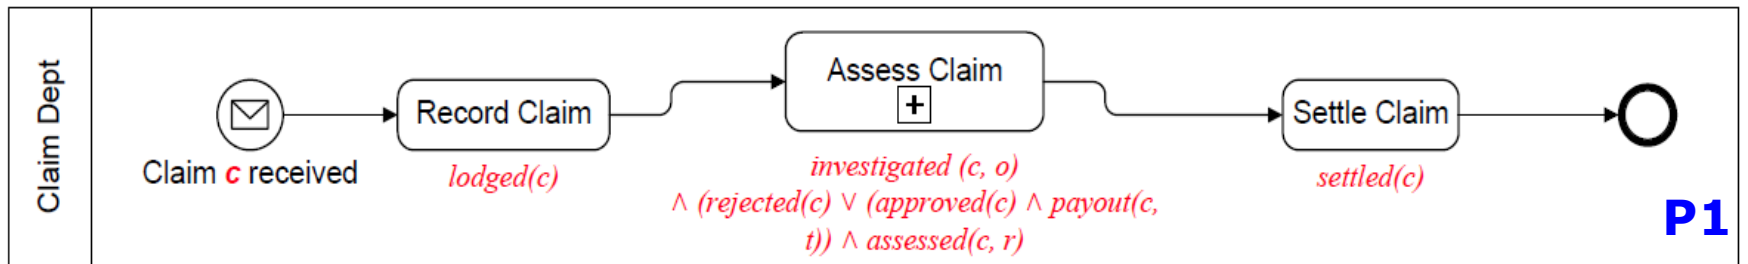 Claim Dept
Claim c received
Record Claim
lodged(c)
Assess Claim
investigated (c, o)
∧ (rejected(c) ∨ (approved(c) ∧ payout(c,
t)) ∧ assessed(c, r)
Settle Claim
settled(c)
P1